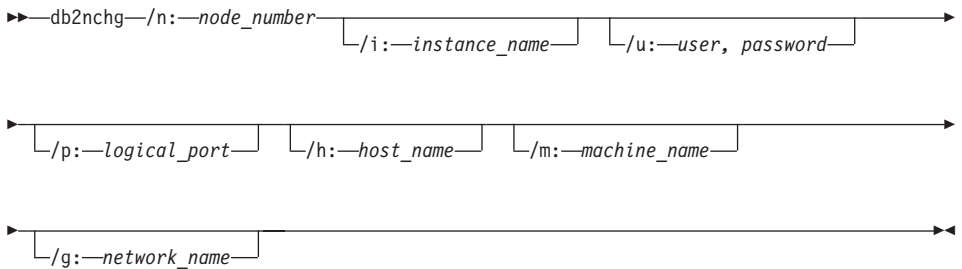 db2nchg /n: node_number
/i: instance_name /u: user, password
/p: logical_port /h: host_name /m: machine_name
/g: network_name